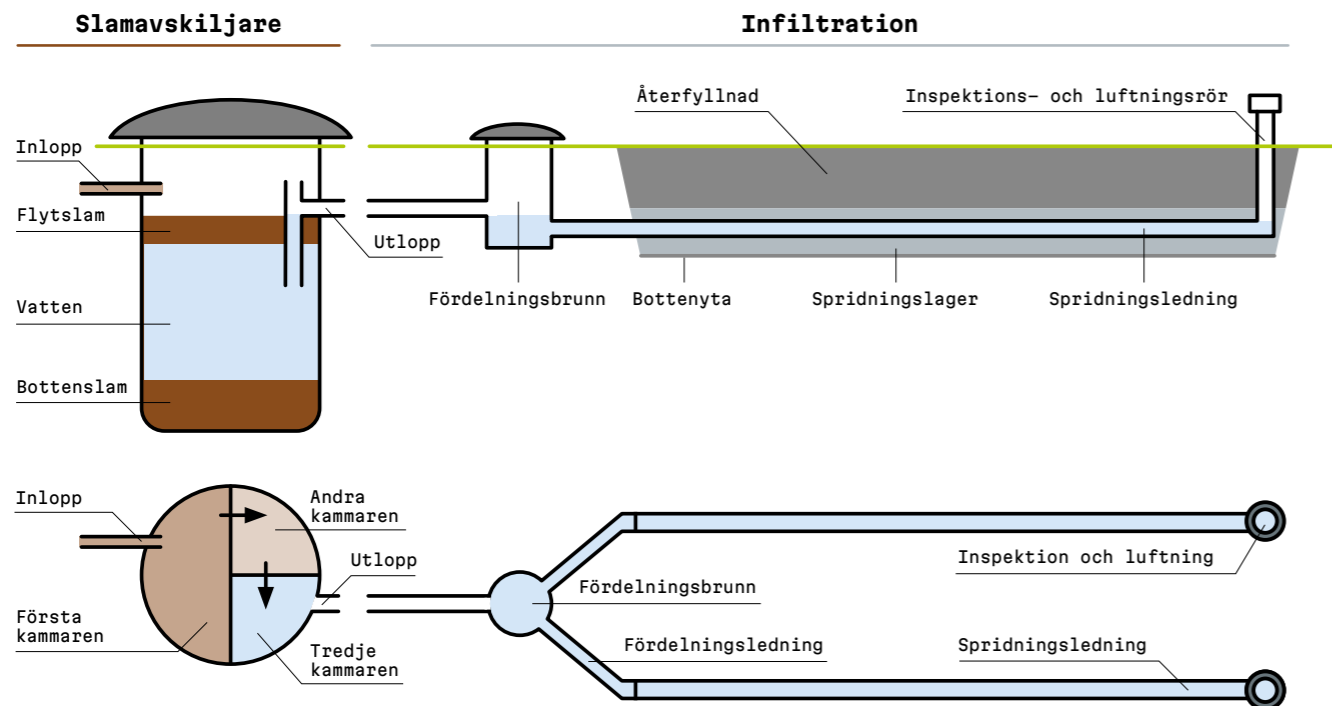 Slamavskiljare
Infiltration
Återfyllnad
Inspektions- och luftningsrör
Inlopp
Flytslam
Utlopp
Fördelningsbrunn
Bottenyta
Spridningslager
Spridningsledning
Vatten
Bottenslam
Inlopp
Andra
kammaren
Utlopp
Inspektion och luftning
Fördelningsbrunn
Första
kammaren
Tredje
kammaren
Fördelningsledning
Spridningsledning